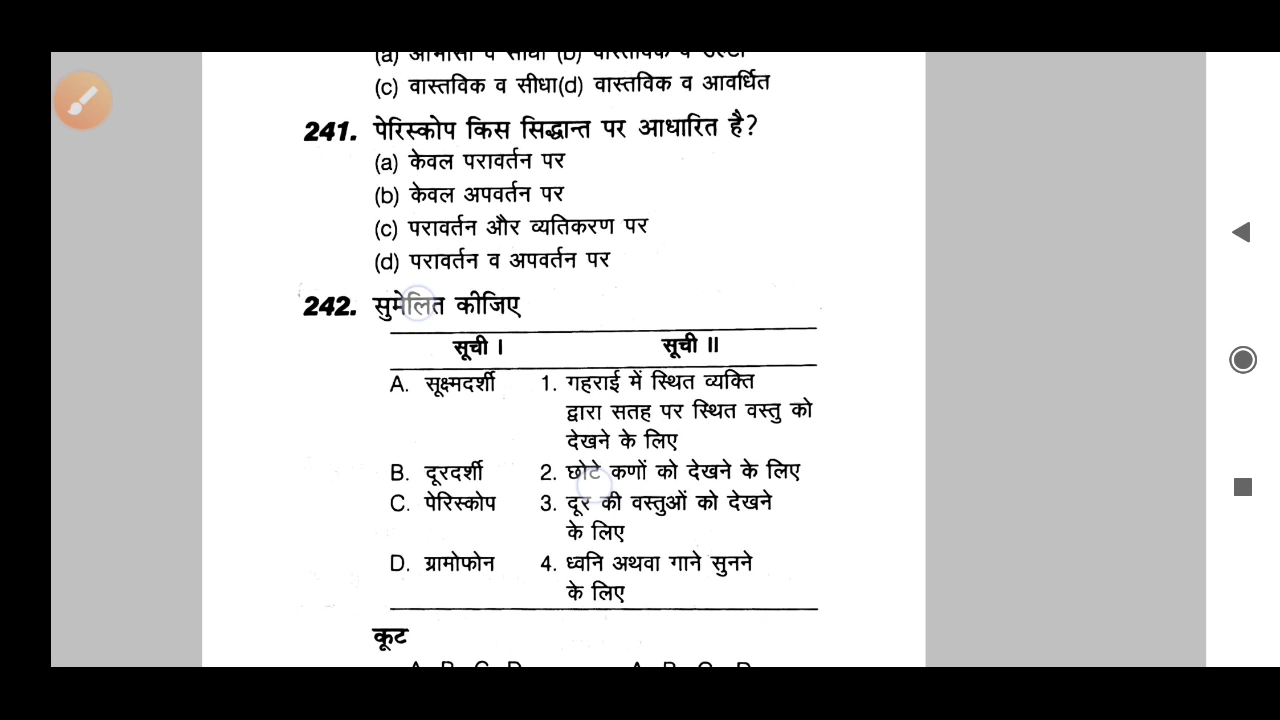 (c) वास्तविक व सीधा(d) वास्तविक व आवर्धित
241. पेरिस्कोप किस सिद्धान्त पर आधारित है?
(a) केवल परावर्तन पर
(b) केवल अपवर्तन पर
(c) परावर्तन और व्यतिकरण पर
(d) परावर्तन व अपवर्तन पर
242. सुमेलित कीजिए
सूची I सूची II
A. सूक्ष्मदर्शी 1. गहराई में स्थित व्यक्ति
द्वारा सतह पर स्थित वस्तु को
देखने के लिए
B. दूरदर्शी 2. छोटे कणों को देखने के लिए
C. पेरिस्कोप 3. दूर की वस्तुओं को देखने
के लिए
D. ग्रामोफोन 4. ध्वनि अथवा गाने सुनने
के लिए
कूट